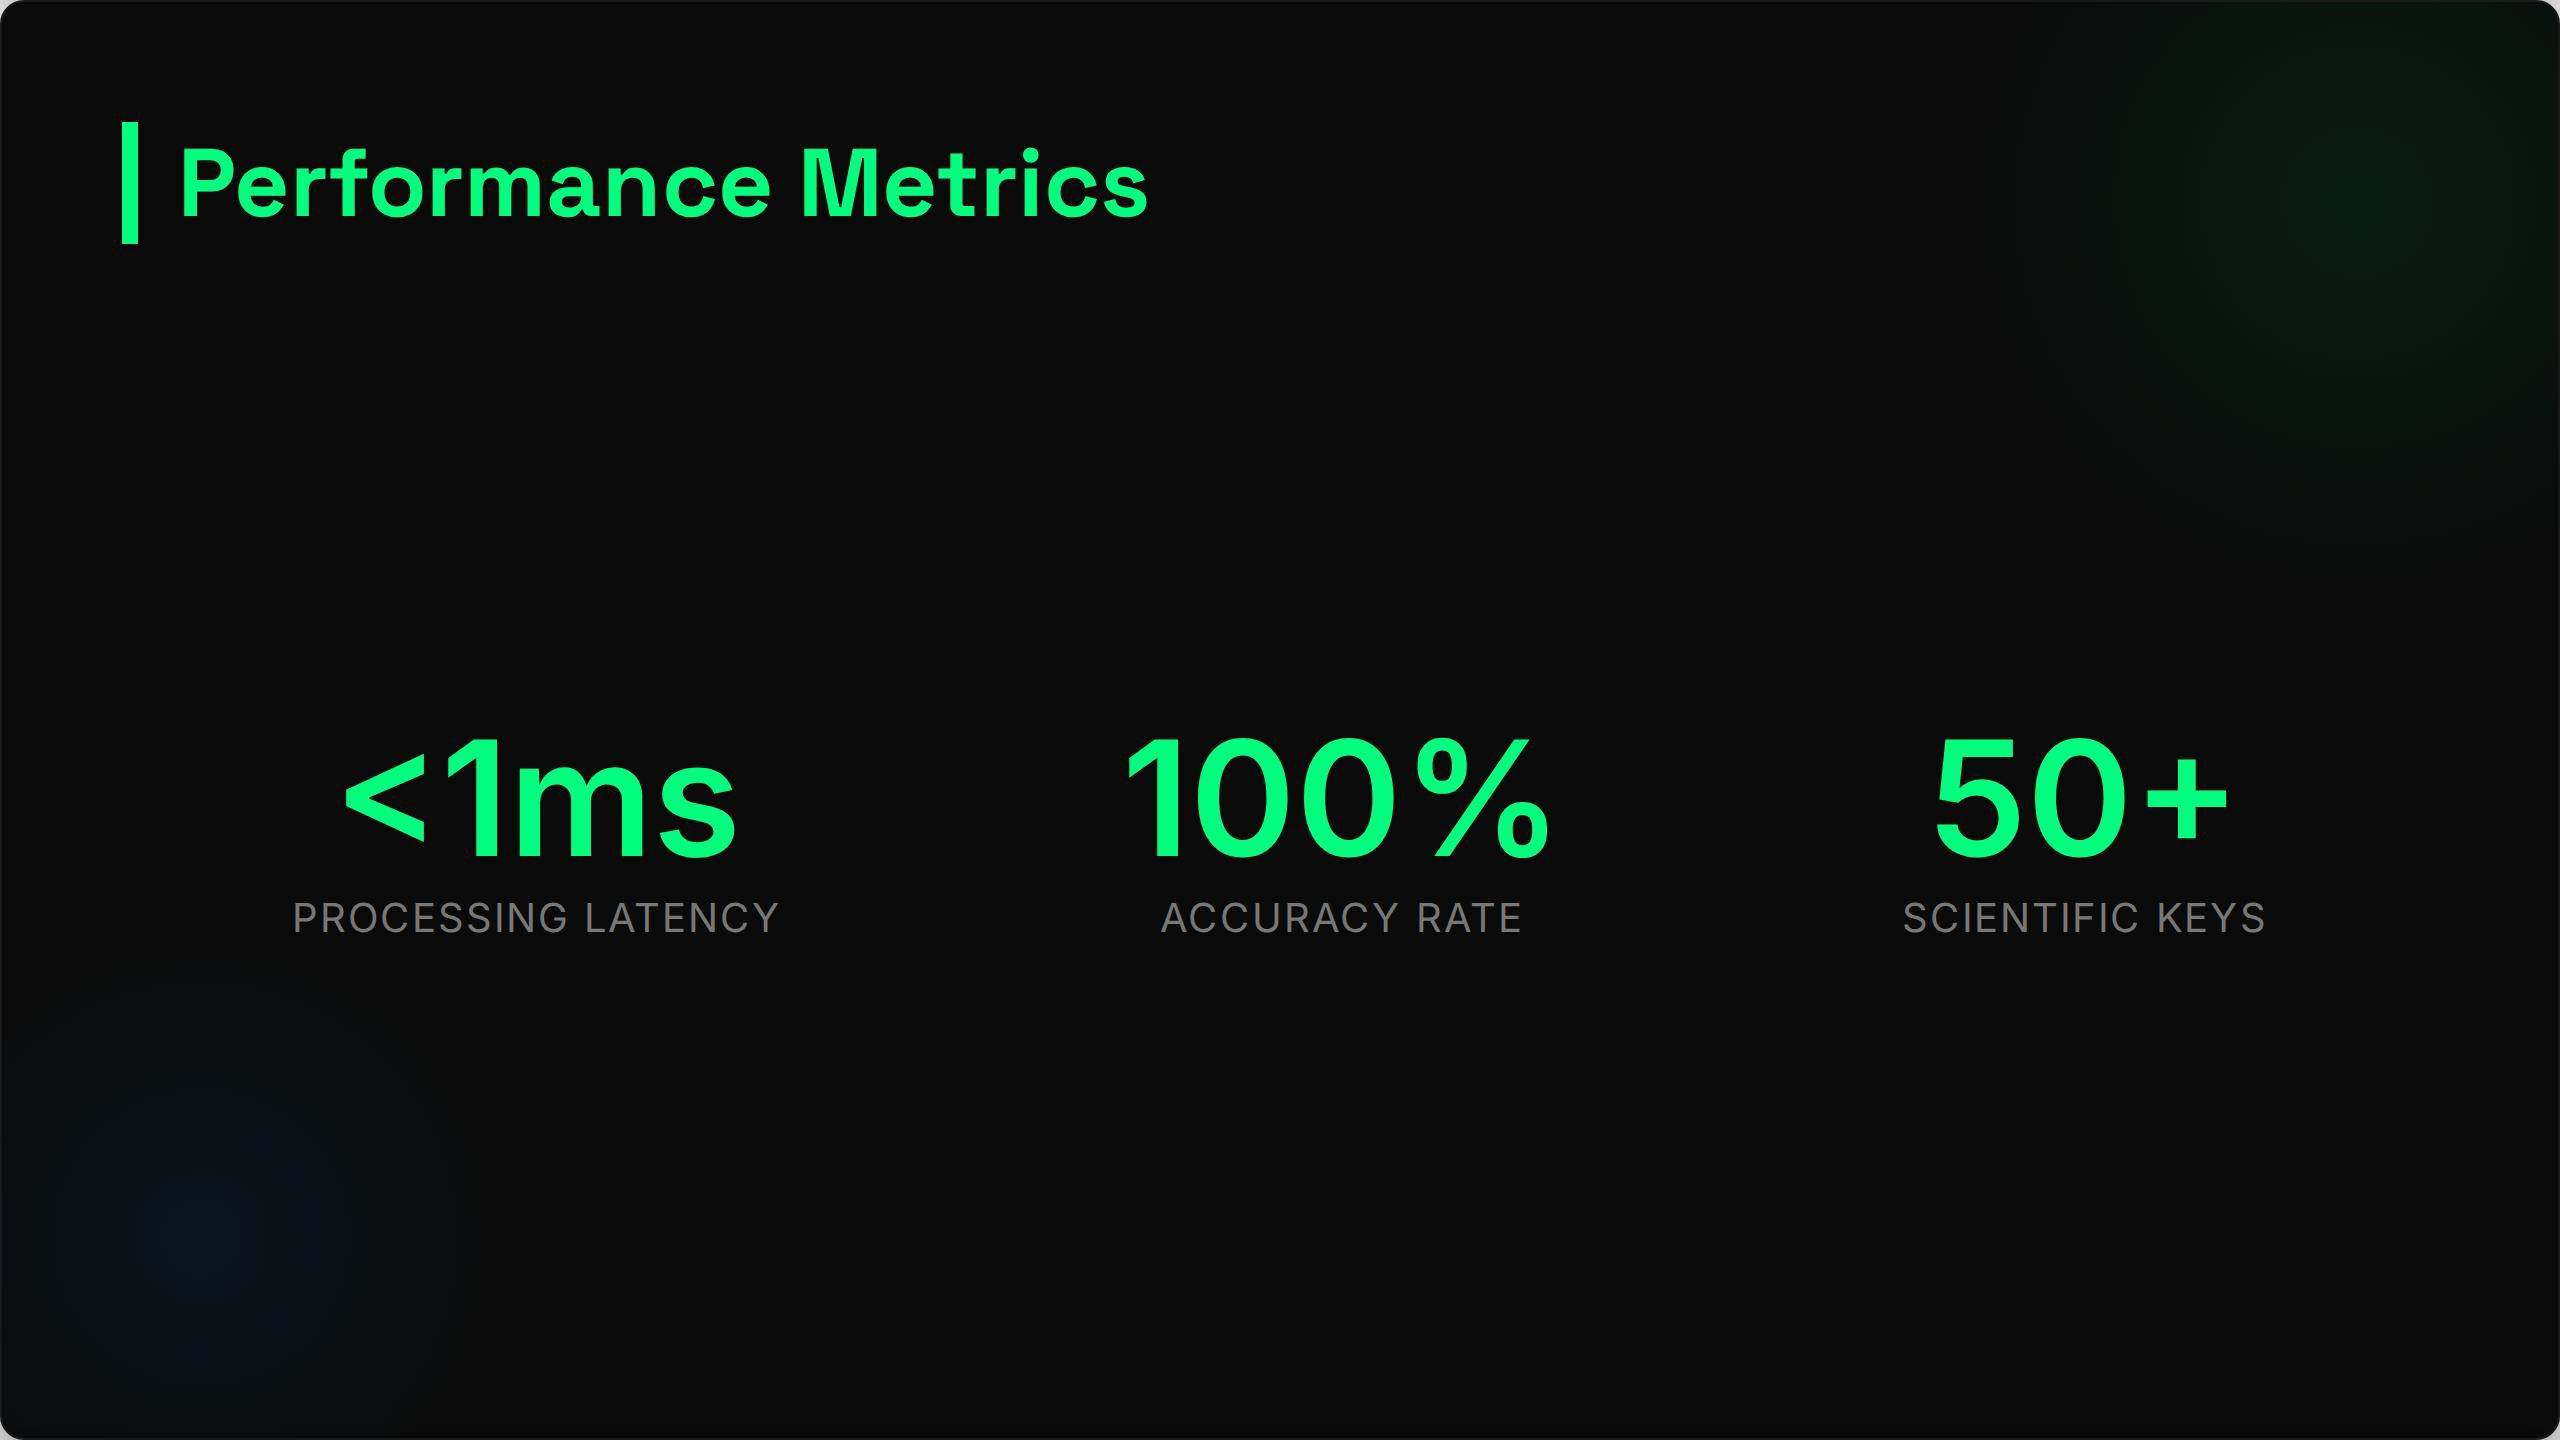 Performance Metrics
<1ms
PROCESSING LATENCY
100%
ACCURACY RATE
50+
SCIENTIFIC KEYS